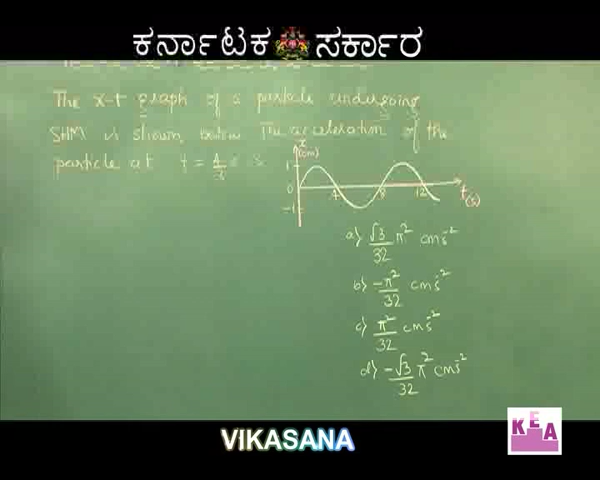 ಕರ್ನಾಟಕ ಸರ್ಕಾರ
The x-t graph of a particle undergoing
SHM is shown below The acceleration of the
particle at t = 4/3 s is
x
(cm)
1
0
-1
4
8
12
t(s)
a) √3/32 π² cms⁻²
b) -π²/32 cms⁻²
c) π²/32 cms⁻²
d) -√3/32 π² cms⁻²
KEA
VIKASANA